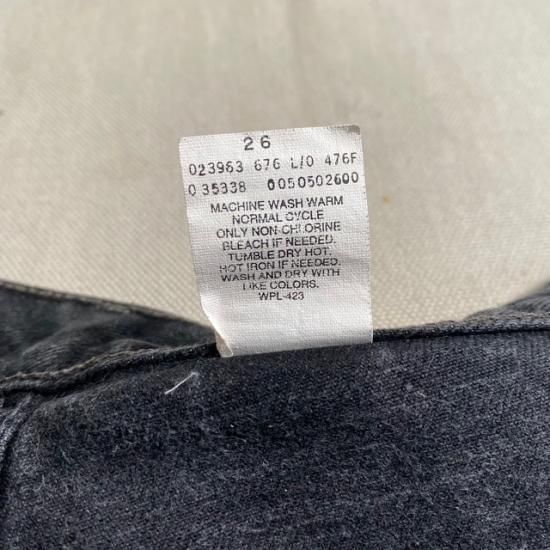 26
023963 676 L/0 476F
0 35338 0050502600
MACHINE WASH WARM
NORMAL CYCLE
ONLY NON-CHLORINE
BLEACH IF NEEDED.
TUMBLE DRY HOT.
HOT IRON IF NEEDED.
WASH AND DRY WITH
LIKE COLORS.
WPL-423